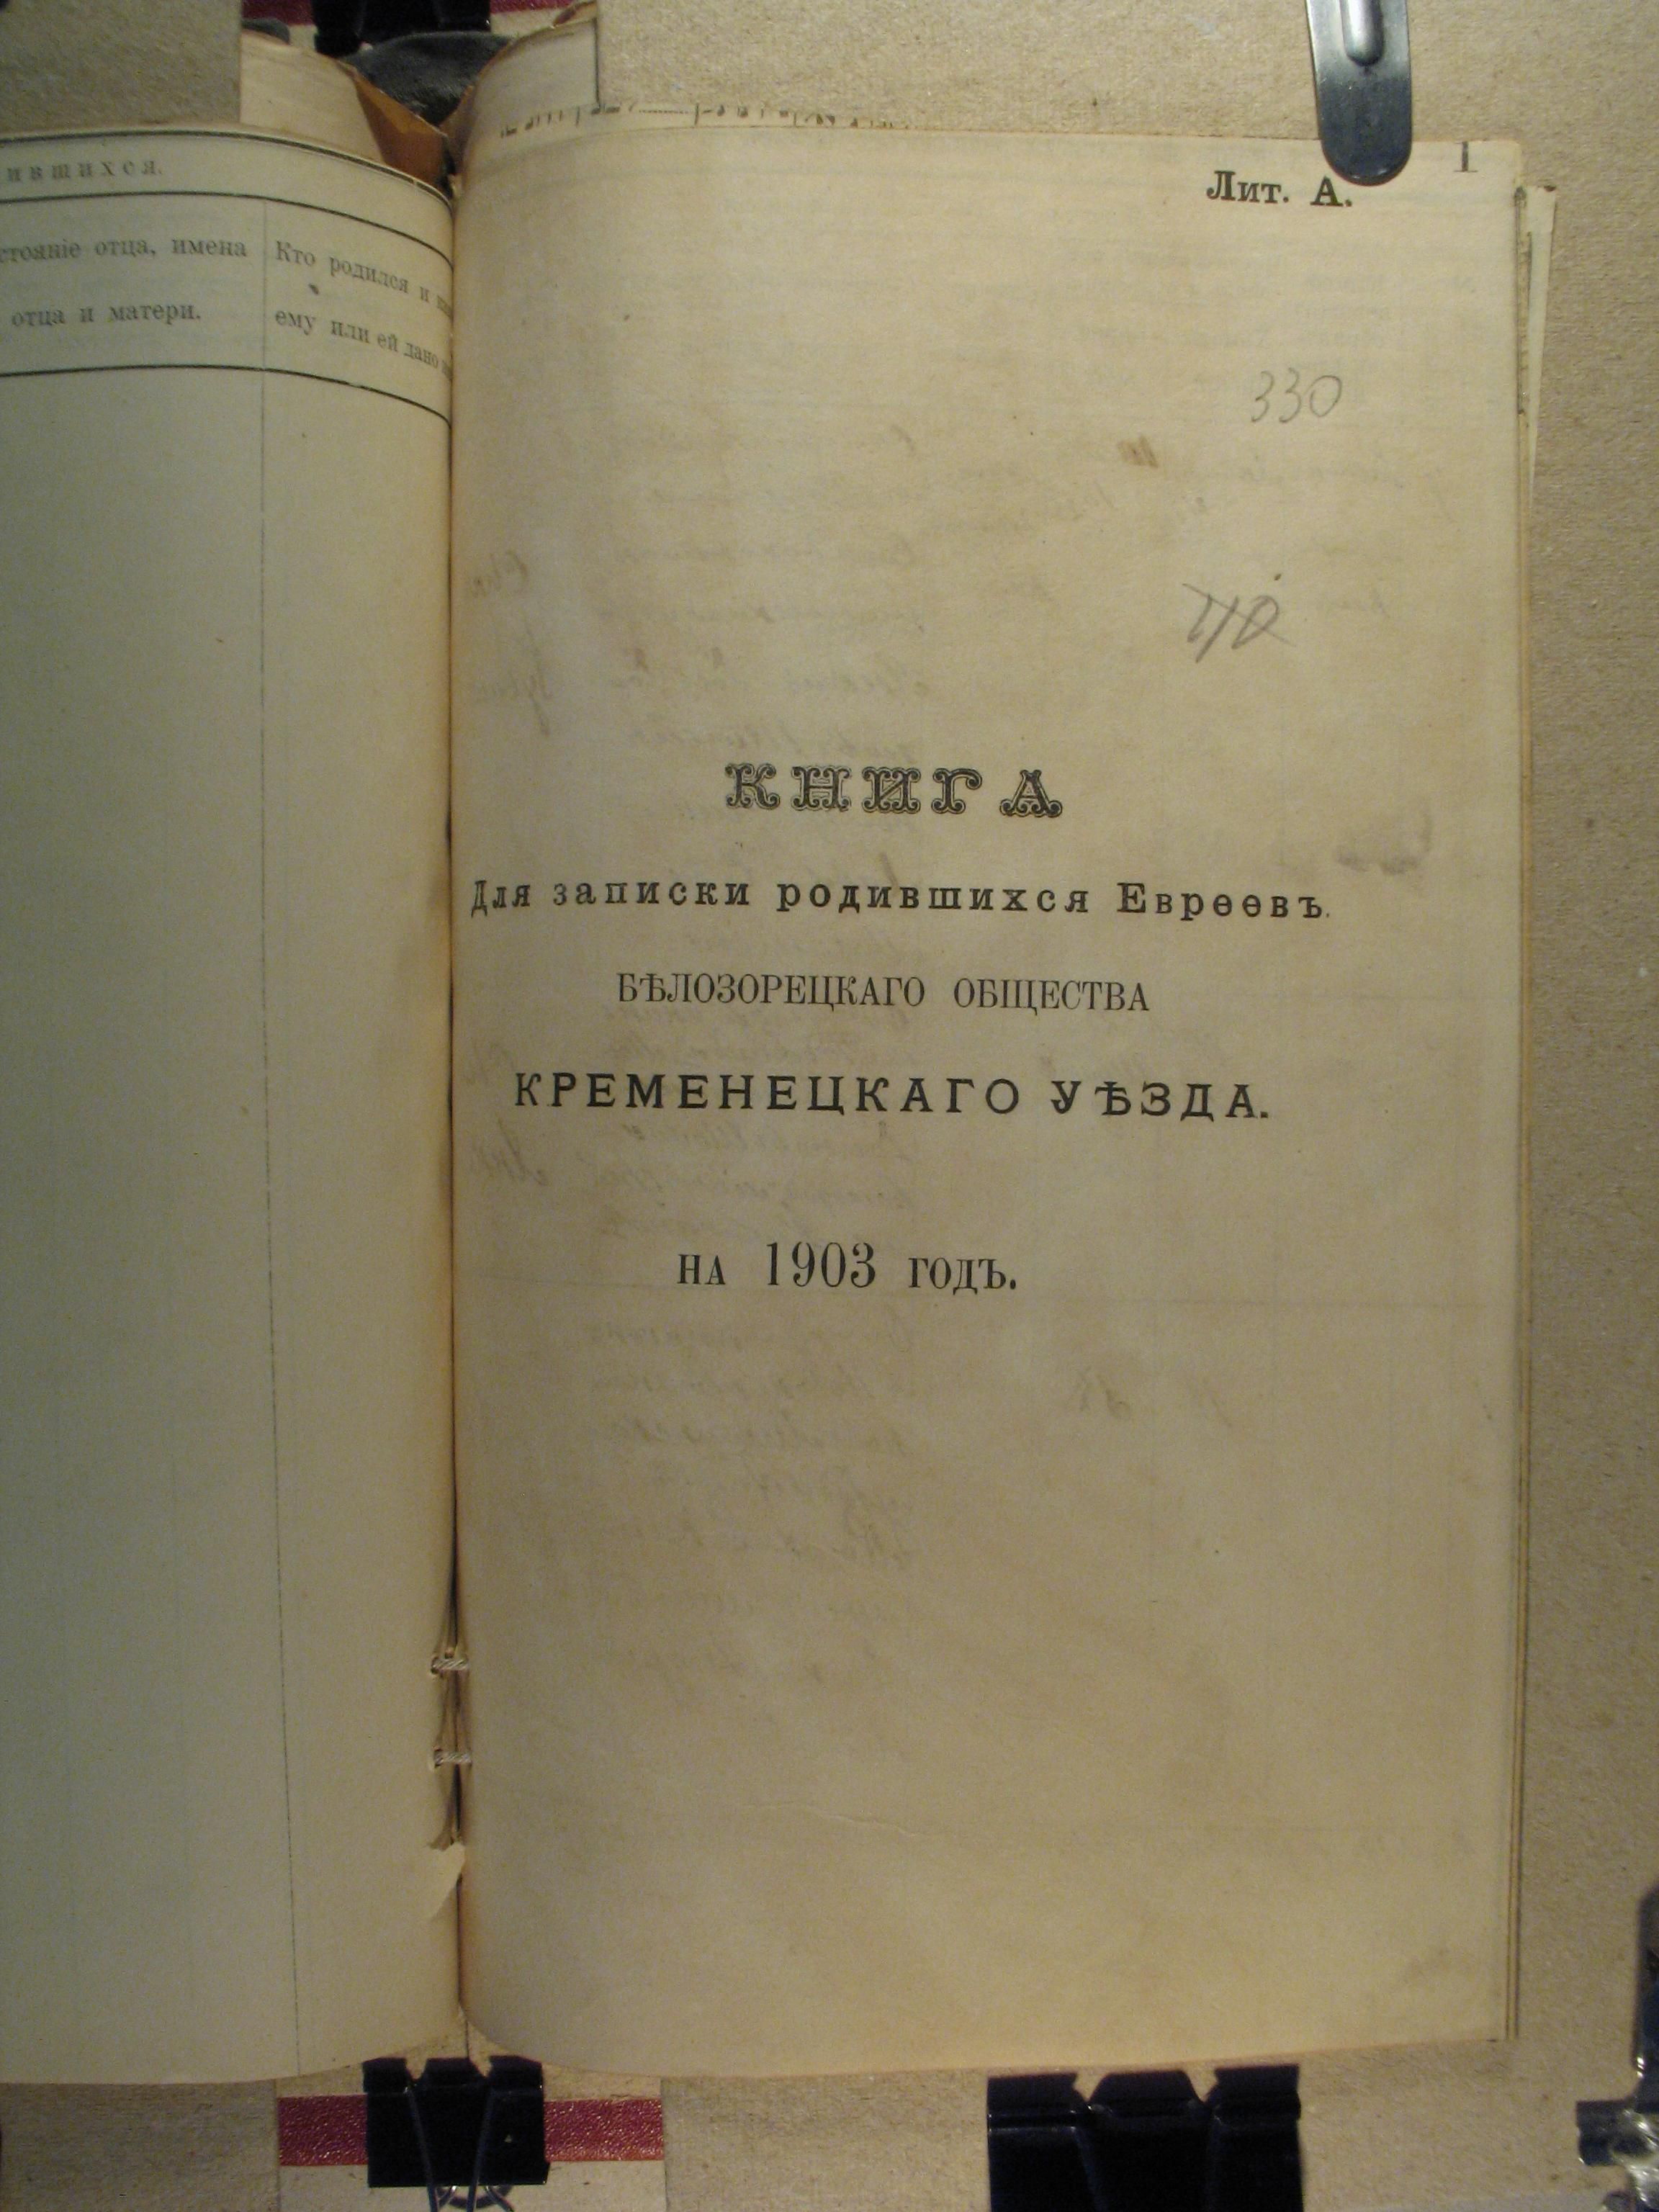 ившихся.
стояніе отца, имена
отца и матери.
Кто родился и
ему или ей дано
Лит. А.
1
330
КНИГА
Для записки родившихся Евреевъ.
БѢЛОЗОРЕЦКАГО ОБЩЕСТВА
КРЕМЕНЕЦКАГО УѢЗДА.
НА 1903 ГОДЪ.